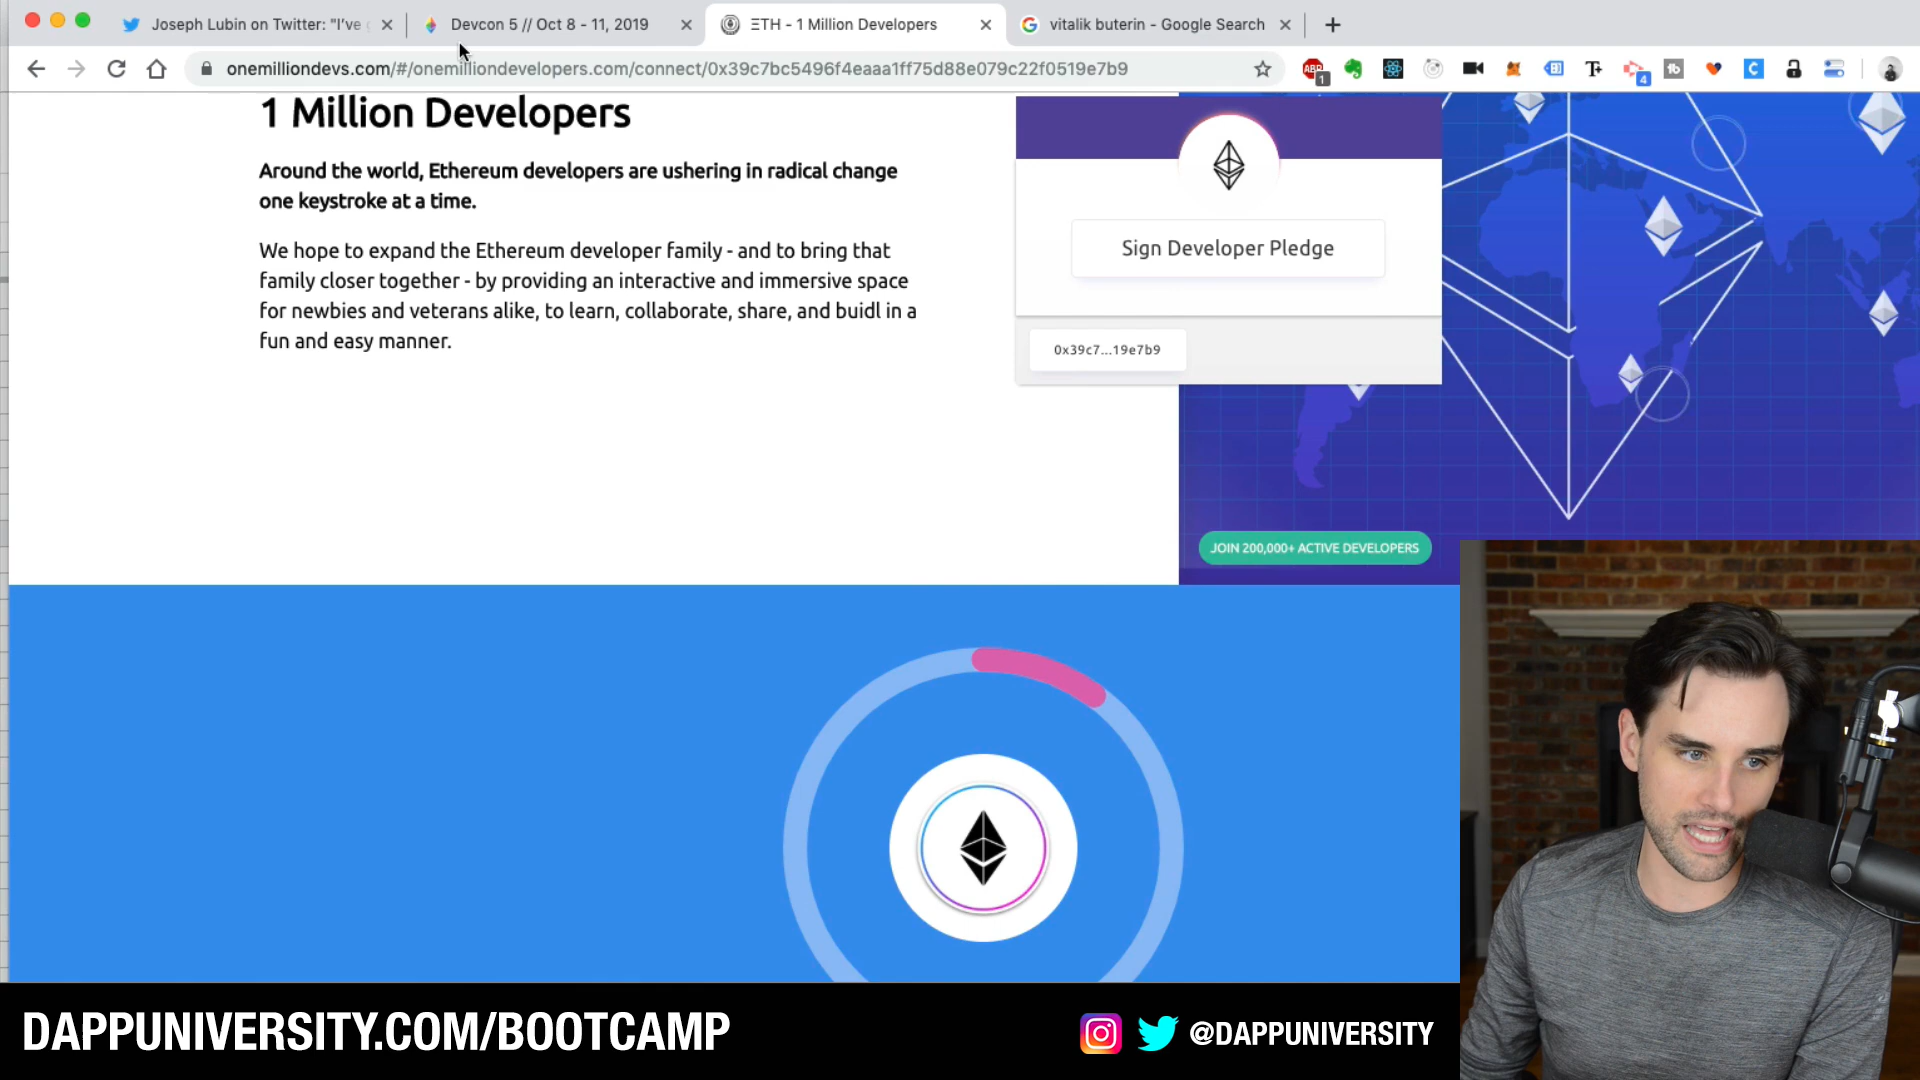 Joseph Lubin on Twitter: "I've
Devcon 5 // Oct 8 - 11, 2019
ΞTH - 1 Million Developers
vitalik buterin - Google Search
onemilliondevs.com/#/onemilliondevelopers.com/connect/0x39c7bc5496f4eaaa1ff75d88e079c22f0519e7b9
ABP
1
4
1 Million Developers
Around the world, Ethereum developers are ushering in radical change
one keystroke at a time.
We hope to expand the Ethereum developer family - and to bring that
family closer together - by providing an interactive and immersive space
for newbies and veterans alike, to learn, collaborate, share, and buidl in a
fun and easy manner.
Sign Developer Pledge
0x39c7...19e7b9
JOIN 200,000+ ACTIVE DEVELOPERS
DAPPUNIVERSITY.COM/BOOTCAMP
@DAPPUNIVERSITY